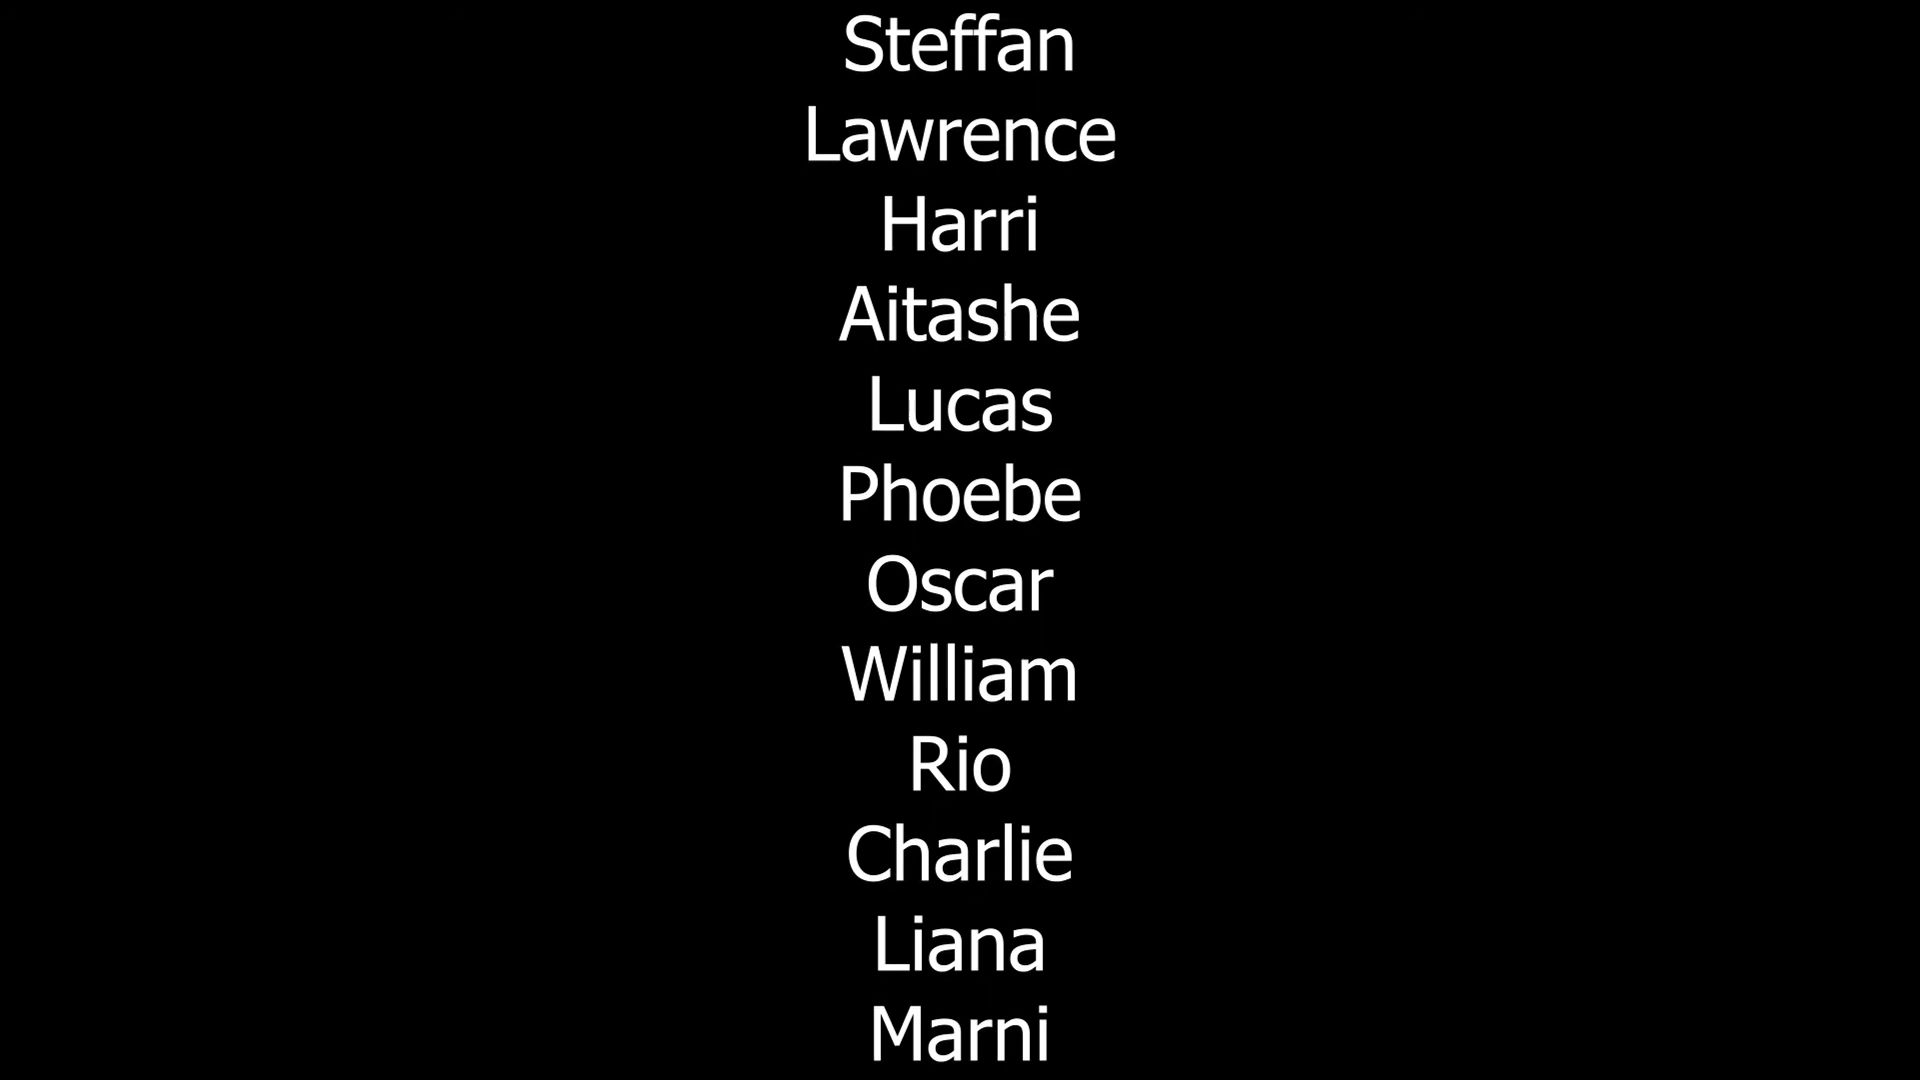 Steffan
Lawrence
Harri
Aitashe
Lucas
Phoebe
Oscar
William
Rio
Charlie
Liana
Marni